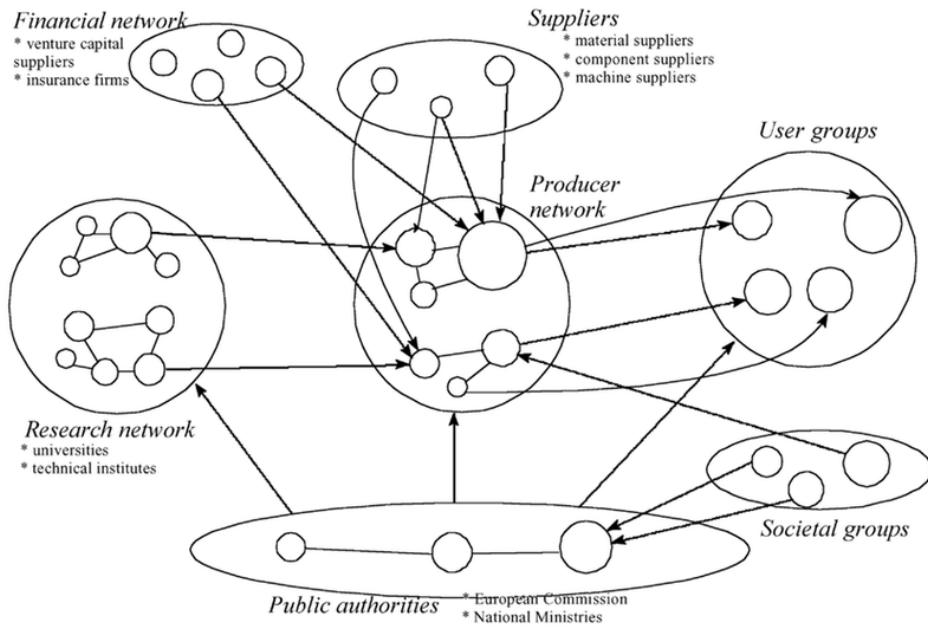 Financial network
* venture capital
suppliers
* insurance firms
Suppliers
* material suppliers
* component suppliers
* machine suppliers
User groups
Producer
network
Research network
* universities
* technical institutes
Societal groups
Public authorities
* European Commission
* National Ministries